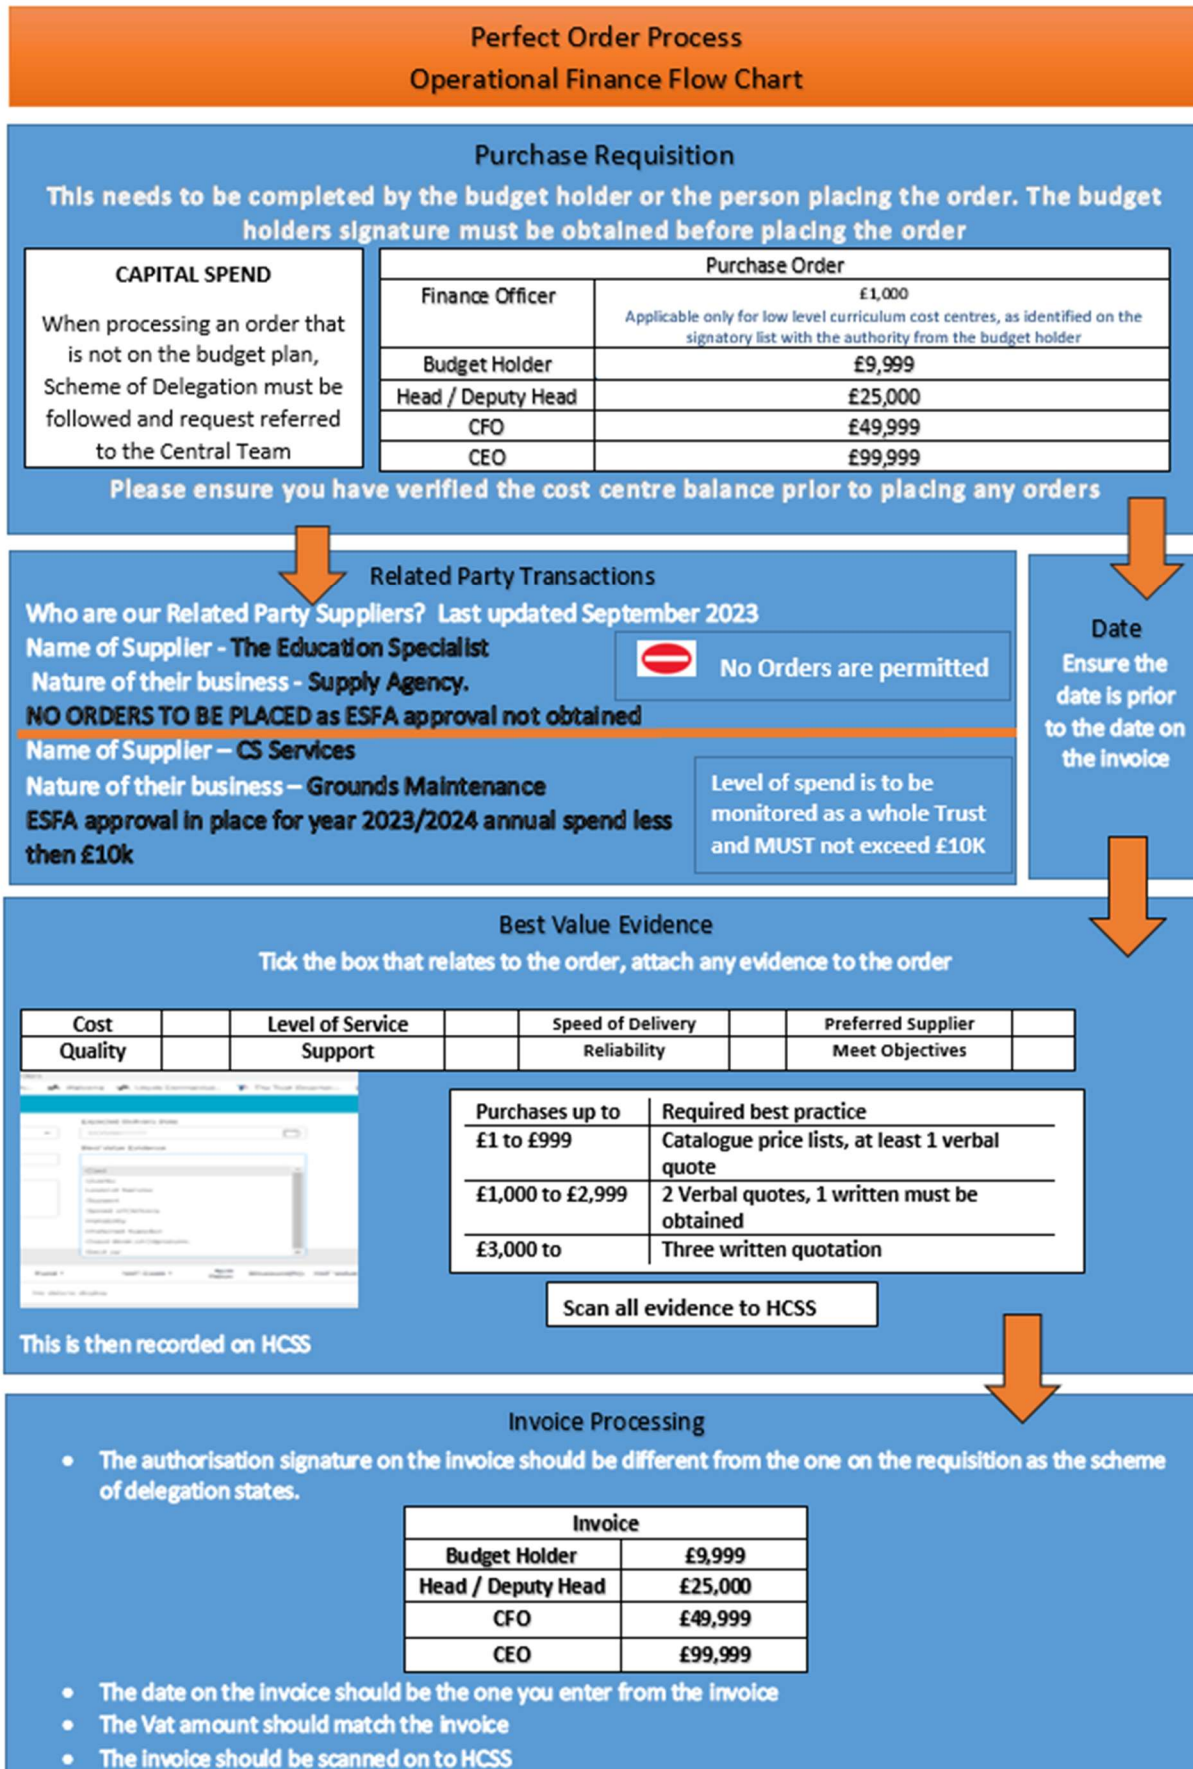 Perfect Order Process
Operational Finance Flow Chart
Purchase Requisition
This needs to be completed by the budget holder or the person placing the order. The budget
holders signature must be obtained before placing the order
CAPITAL SPEND
When processing an order that
is not on the budget plan,
Scheme of Delegation must be
followed and request referred
to the Central Team
Purchase Order
Finance Officer £1,000
Applicable only for low level curriculum cost centres, as identified on the
signatory list with the authority from the budget holder
Budget Holder £9,999
Head / Deputy Head £25,000
CFO £49,999
CEO £99,999
Please ensure you have verified the cost centre balance prior to placing any orders
Related Party Transactions
Who are our Related Party Suppliers? Last updated September 2023
Name of Supplier - The Education Specialist
Nature of their business - Supply Agency.
NO ORDERS TO BE PLACED as ESFA approval not obtained
No Orders are permitted
Name of Supplier – CS Services
Nature of their business – Grounds Maintenance
ESFA approval in place for year 2023/2024 annual spend less
then £10k
Level of spend is to be
monitored as a whole Trust
and MUST not exceed £10K
Date
Ensure the
date is prior
to the date on
the invoice
Best Value Evidence
Tick the box that relates to the order, attach any evidence to the order
Cost Level of Service Speed of Delivery Preferred Supplier
Quality Support Reliability Meet Objectives
Expected Delivery Date
Best Value Evidence
Cost
Quality
Level of Service
Support
Speed of Delivery
Reliability
Preferred Supplier
Purchases up to Required best practice
£1 to £999 Catalogue price lists, at least 1 verbal
quote
£1,000 to £2,999 2 Verbal quotes, 1 written must be
obtained
£3,000 to Three written quotation
Scan all evidence to HCSS
This is then recorded on HCSS
Invoice Processing
• The authorisation signature on the invoice should be different from the one on the requisition as the scheme
of delegation states.
Invoice
Budget Holder £9,999
Head / Deputy Head £25,000
CFO £49,999
CEO £99,999
• The date on the invoice should be the one you enter from the invoice
• The Vat amount should match the invoice
• The invoice should be scanned on to HCSS